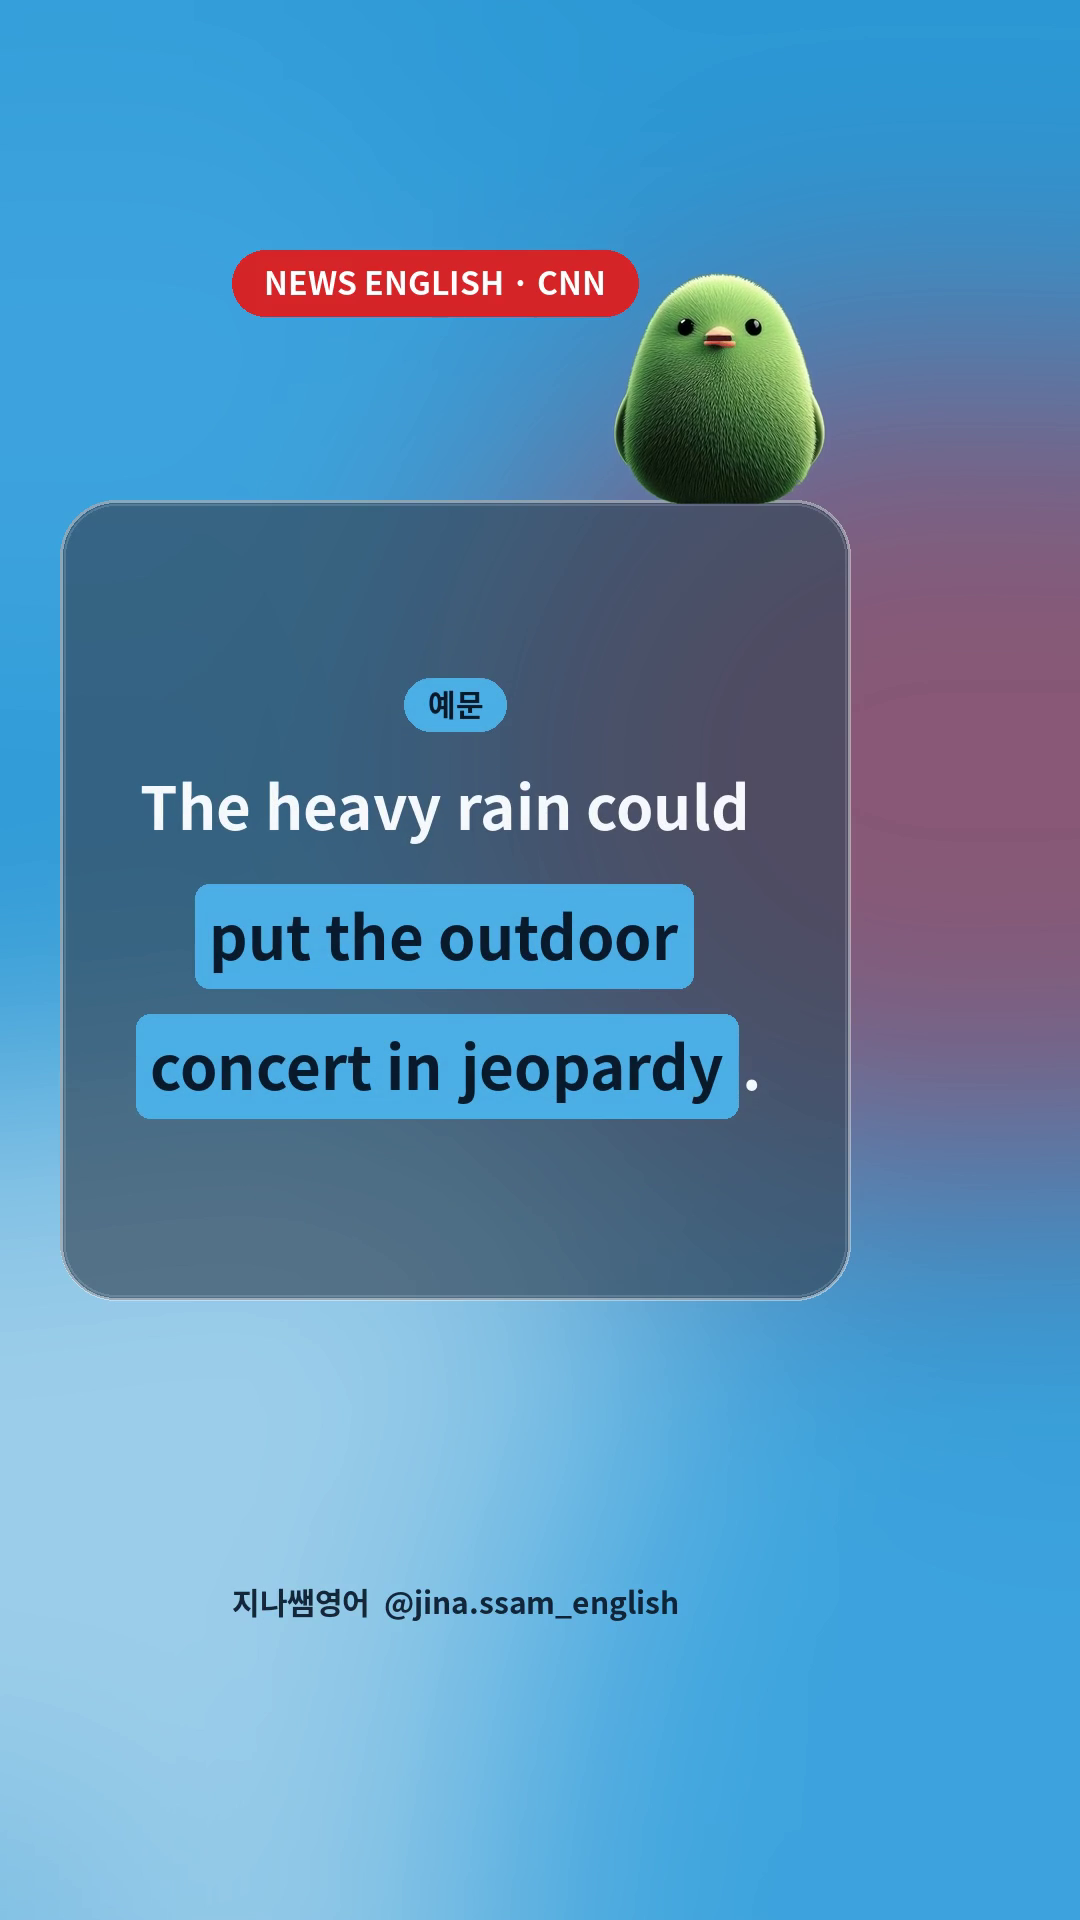 NEWS ENGLISH · CNN
예문
The heavy rain could
put the outdoor
concert in jeopardy.
지나쌤영어 @jina.ssam_english